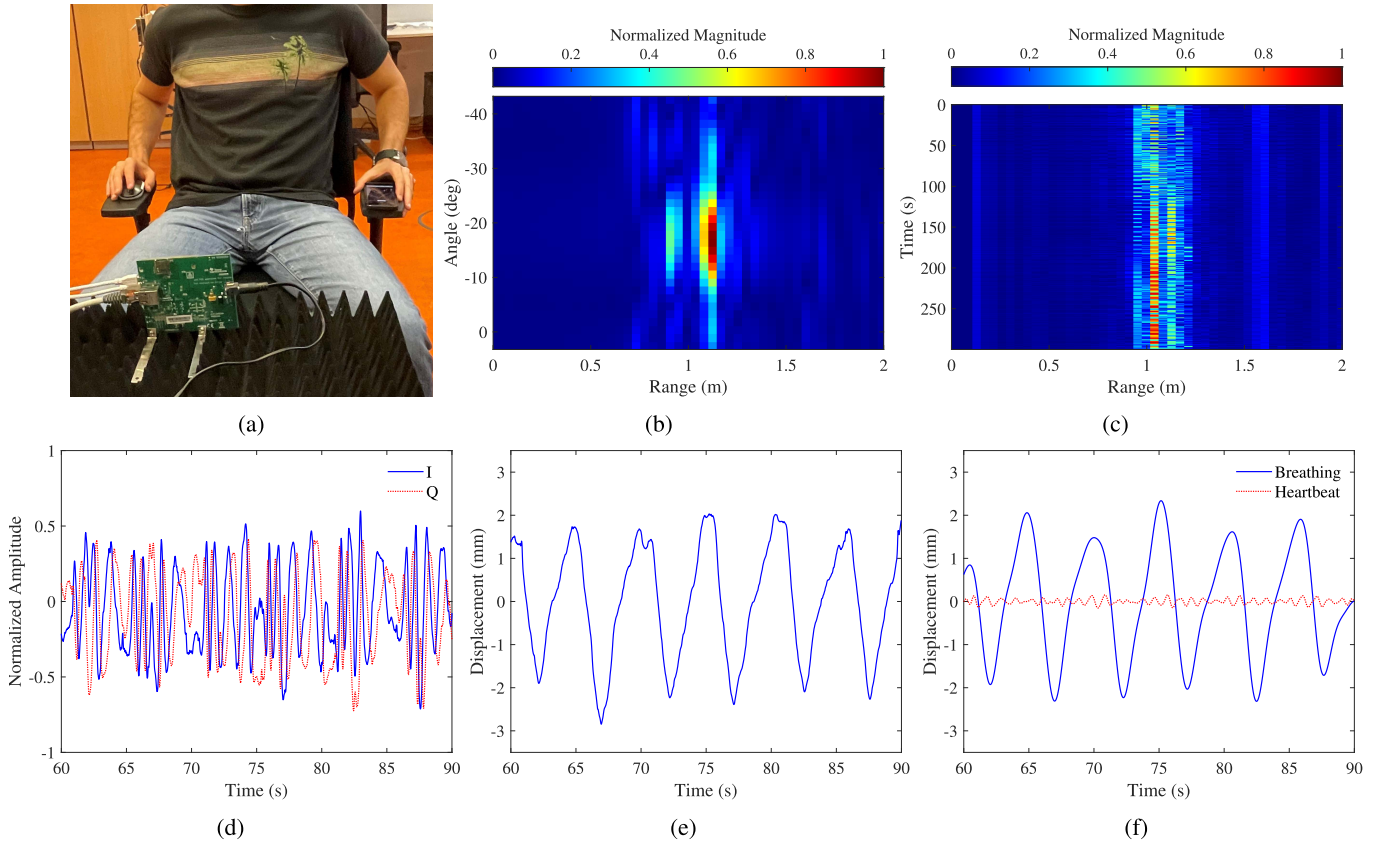 Normalized Magnitude
0 0.2 0.4 0.6 0.8 1
-40
-30
-20
-10
0
Angle (deg)
0 0.5 1 1.5 2
Range (m)
Normalized Magnitude
0 0.2 0.4 0.6 0.8 1
0
50
100
150
200
250
Time (s)
0 0.5 1 1.5 2
Range (m)
(a)
(b)
(c)
1
0.5
0
-0.5
-1
Normalized Amplitude
I
Q
60 65 70 75 80 85 90
Time (s)
3
2
1
0
-1
-2
-3
Displacement (mm)
60 65 70 75 80 85 90
Time (s)
3
2
1
0
-1
-2
-3
Displacement (mm)
Breathing
Heartbeat
60 65 70 75 80 85 90
Time (s)
(d)
(e)
(f)